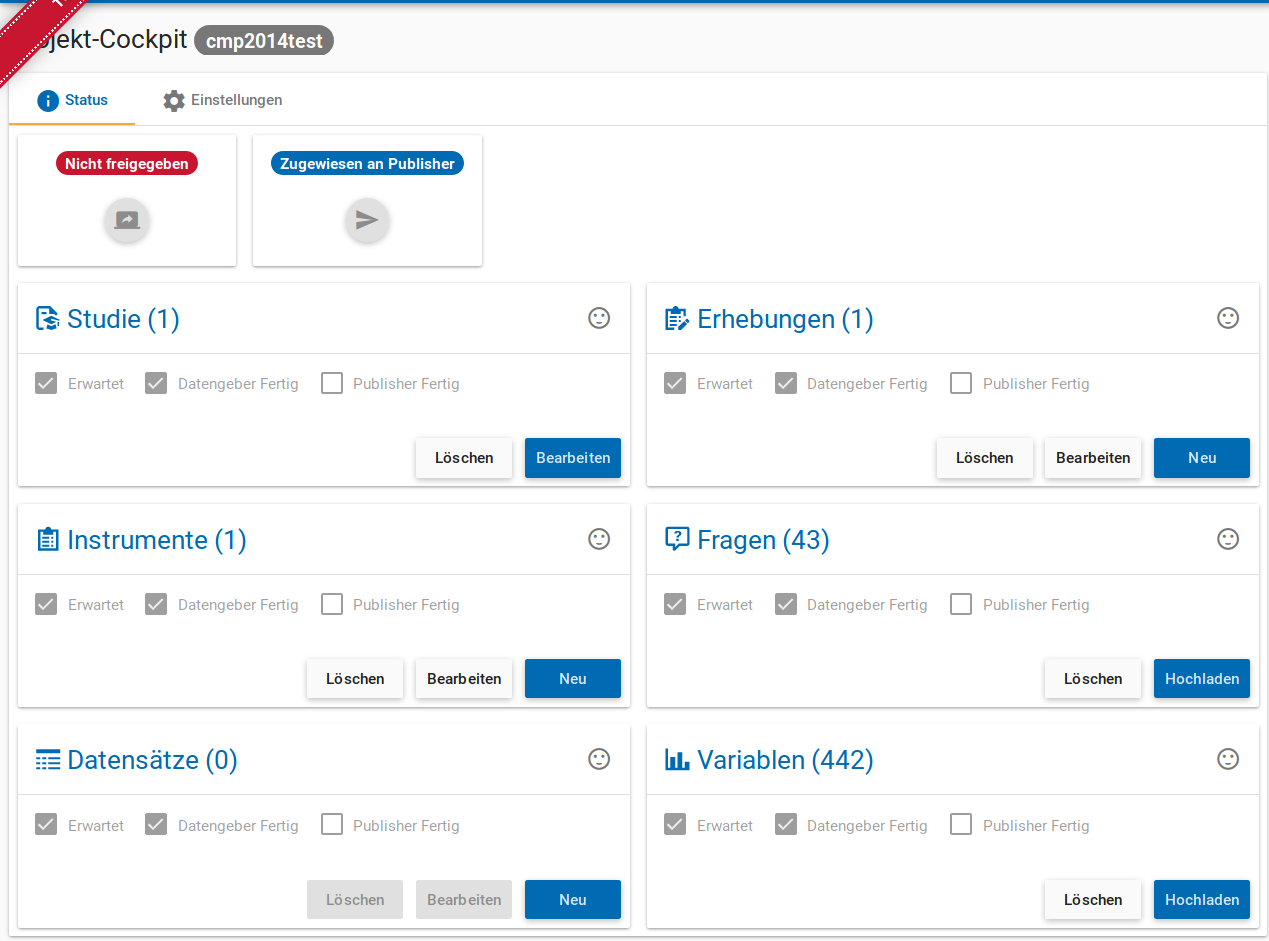 jekt-Cockpit cmp2014test
Status Einstellungen
Nicht freigegeben Zugewiesen an Publisher
Studie (1) Erhebungen (1)
Erwartet Datengeber Fertig Publisher Fertig Erwartet Datengeber Fertig Publisher Fertig
Löschen Bearbeiten Löschen Bearbeiten Neu
Instrumente (1) Fragen (43)
Erwartet Datengeber Fertig Publisher Fertig Erwartet Datengeber Fertig Publisher Fertig
Löschen Bearbeiten Neu Löschen Hochladen
Datensätze (0) Variablen (442)
Erwartet Datengeber Fertig Publisher Fertig Erwartet Datengeber Fertig Publisher Fertig
Löschen Bearbeiten Neu Löschen Hochladen